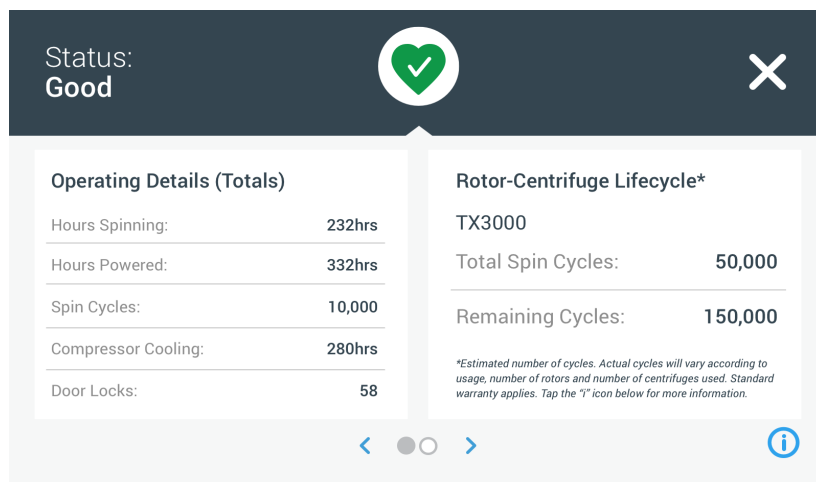 Status:
Good
Operating Details (Totals)
Hours Spinning: 232hrs
Hours Powered: 332hrs
Spin Cycles: 10,000
Compressor Cooling: 280hrs
Door Locks: 58
Rotor-Centrifuge Lifecycle*
TX3000
Total Spin Cycles: 50,000
Remaining Cycles: 150,000
*Estimated number of cycles. Actual cycles will vary according to
usage, number of rotors and number of centrifuges used. Standard
warranty applies. Tap the “i” icon below for more information.
i